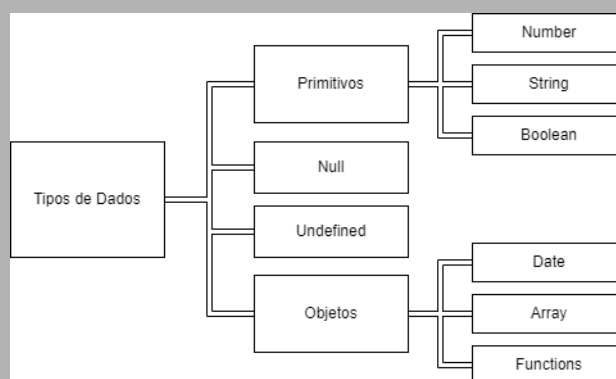 Tipos de Dados
Primitivos
Number
String
Boolean
Null
Undefined
Objetos
Date
Array
Functions